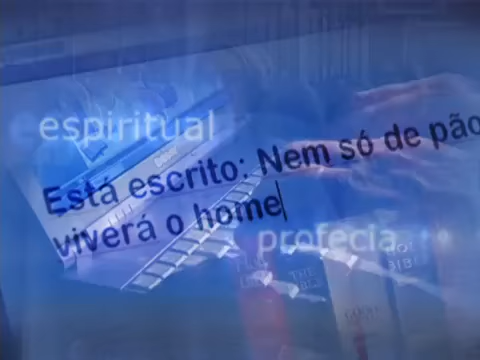 espiritual
Está escrito: Nem só de pão
viverá o home
profecia